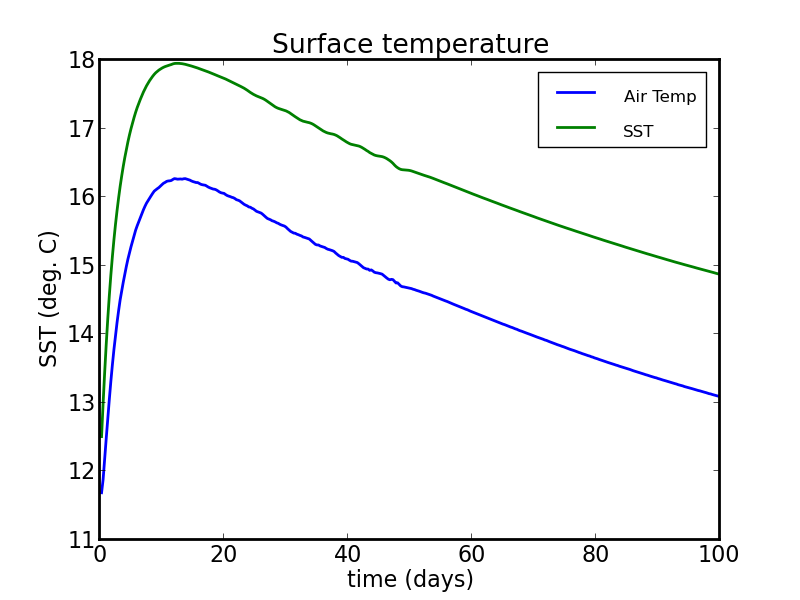 Surface temperature
18
17
16
15
14
13
12
11
SST (deg. C)
Air Temp
SST
0 20 40 60 80 100
time (days)